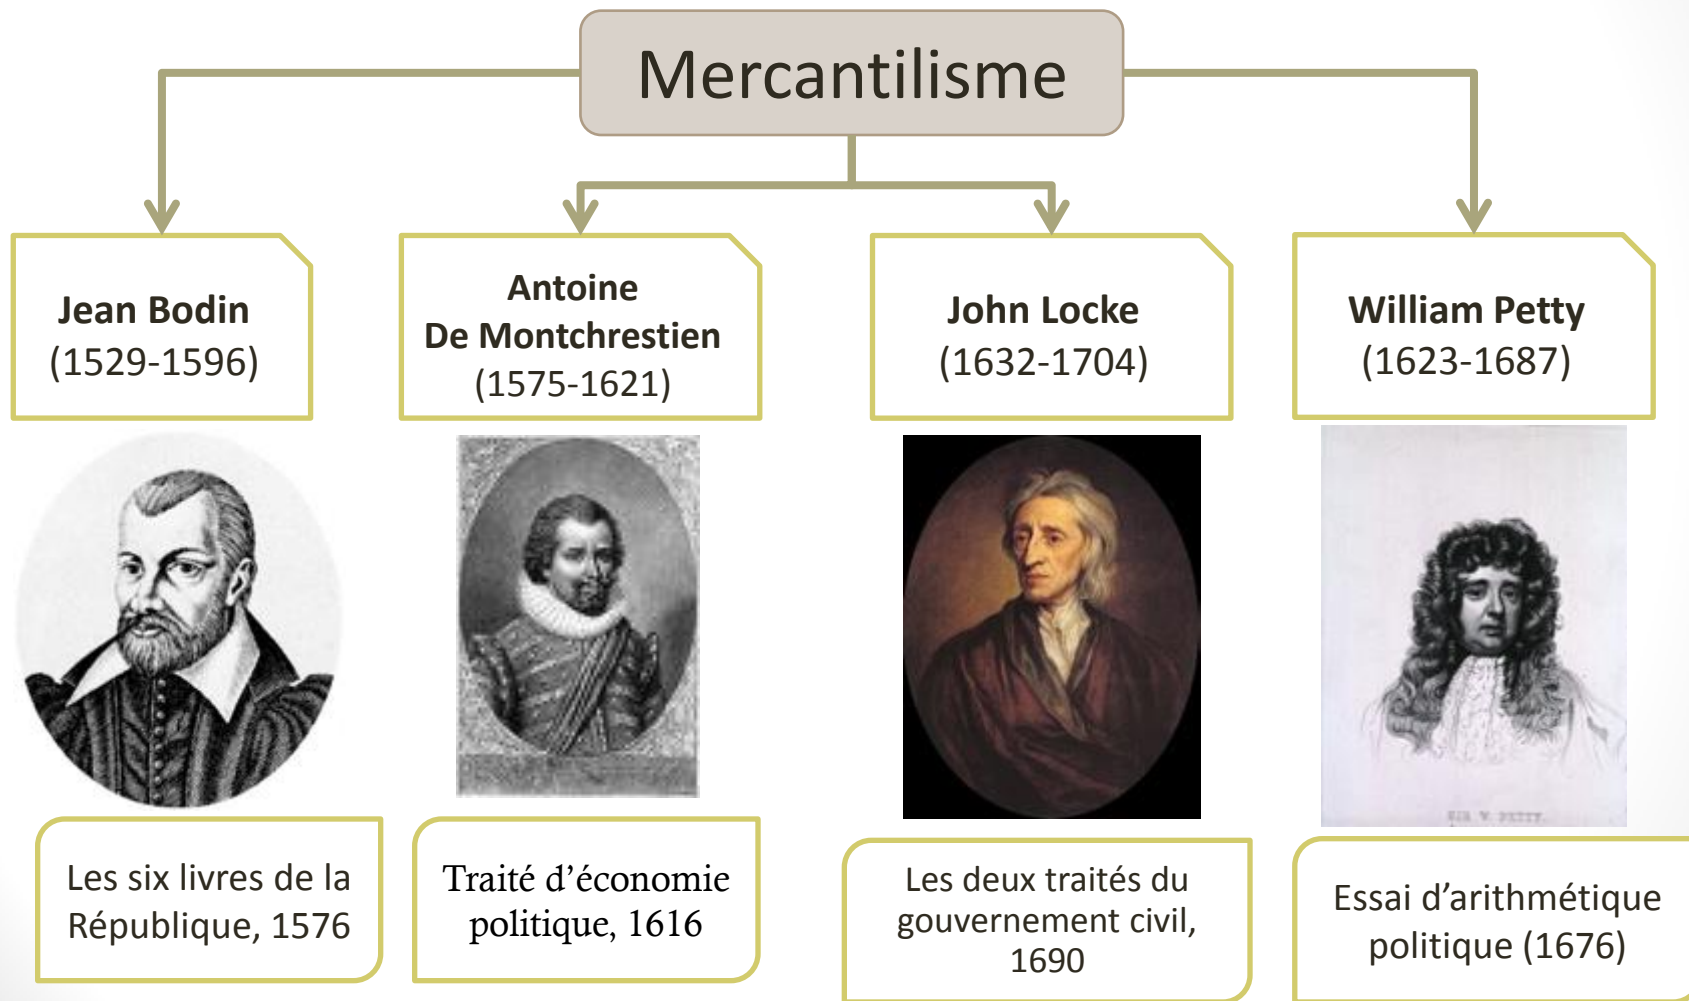 Mercantilisme
Jean Bodin
(1529-1596)
Antoine
De Montchrestien
(1575-1621)
John Locke
(1632-1704)
William Petty
(1623-1687)
SIR W. PETTY.
Les six livres de la
République, 1576
Traité d’économie
politique, 1616
Les deux traités du
gouvernement civil,
1690
Essai d’arithmétique
politique (1676)